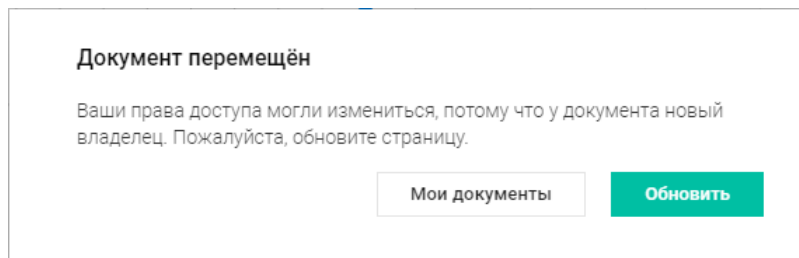 Документ перемещён
Ваши права доступа могли измениться, потому что у документа новый
владелец. Пожалуйста, обновите страницу.
Мои документы
Обновить